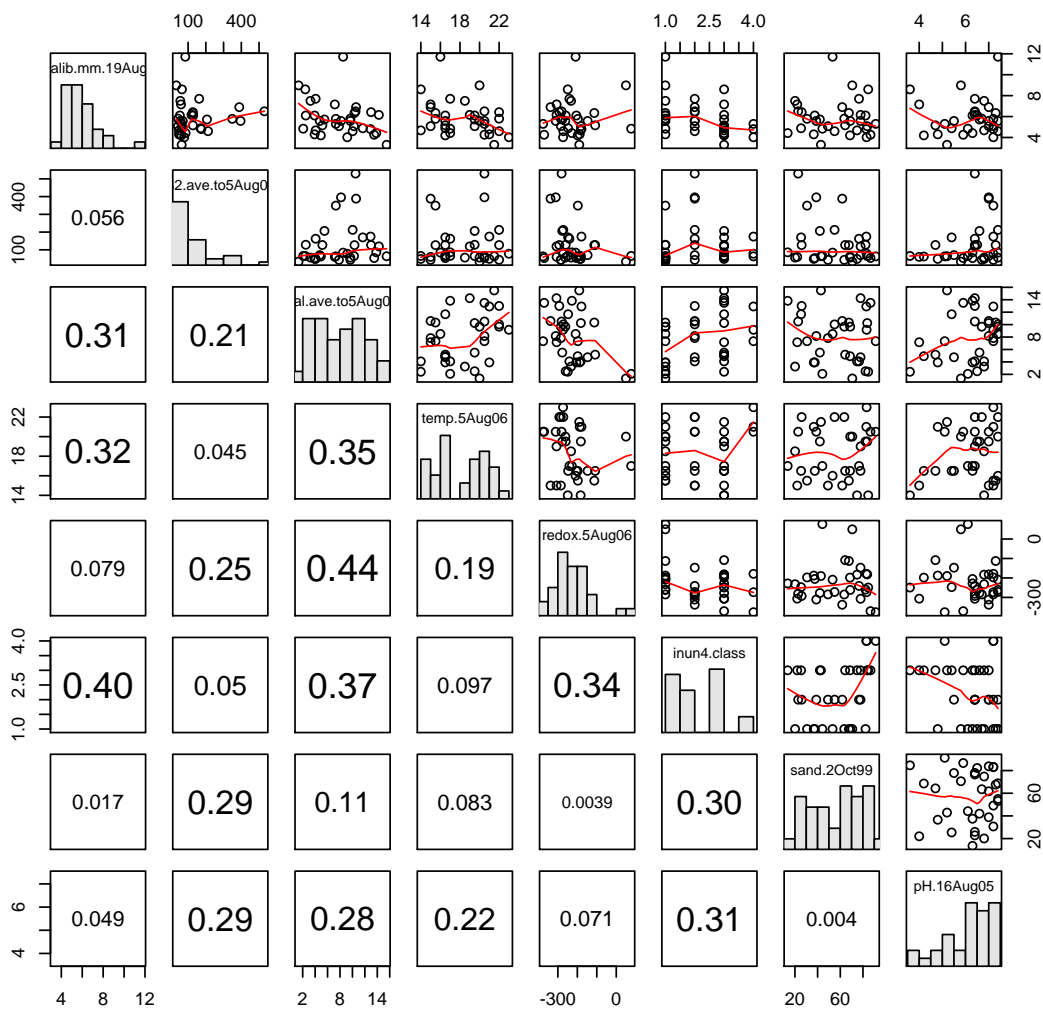 100 400 14 18 22 1.0 2.5 4.0 4 6
alib.mm.19Aug
4 6 8 12
2.ave.to5Aug0
100 400
0.056
al.ave.to5Aug0
2 8 14
0.31 0.21
temp.5Aug06
14 18 22
0.32 0.045 0.35
redox.5Aug06
-300 0
0.079 0.25 0.44 0.19
inun4.class
1.0 2.5 4.0
0.40 0.05 0.37 0.097 0.34
sand.2Oct99
20 60
0.017 0.29 0.11 0.083 0.0039 0.30
pH.16Aug05
4 6
0.049 0.29 0.28 0.22 0.071 0.31 0.004
4 6 8 12 2 8 14 -300 0 20 60